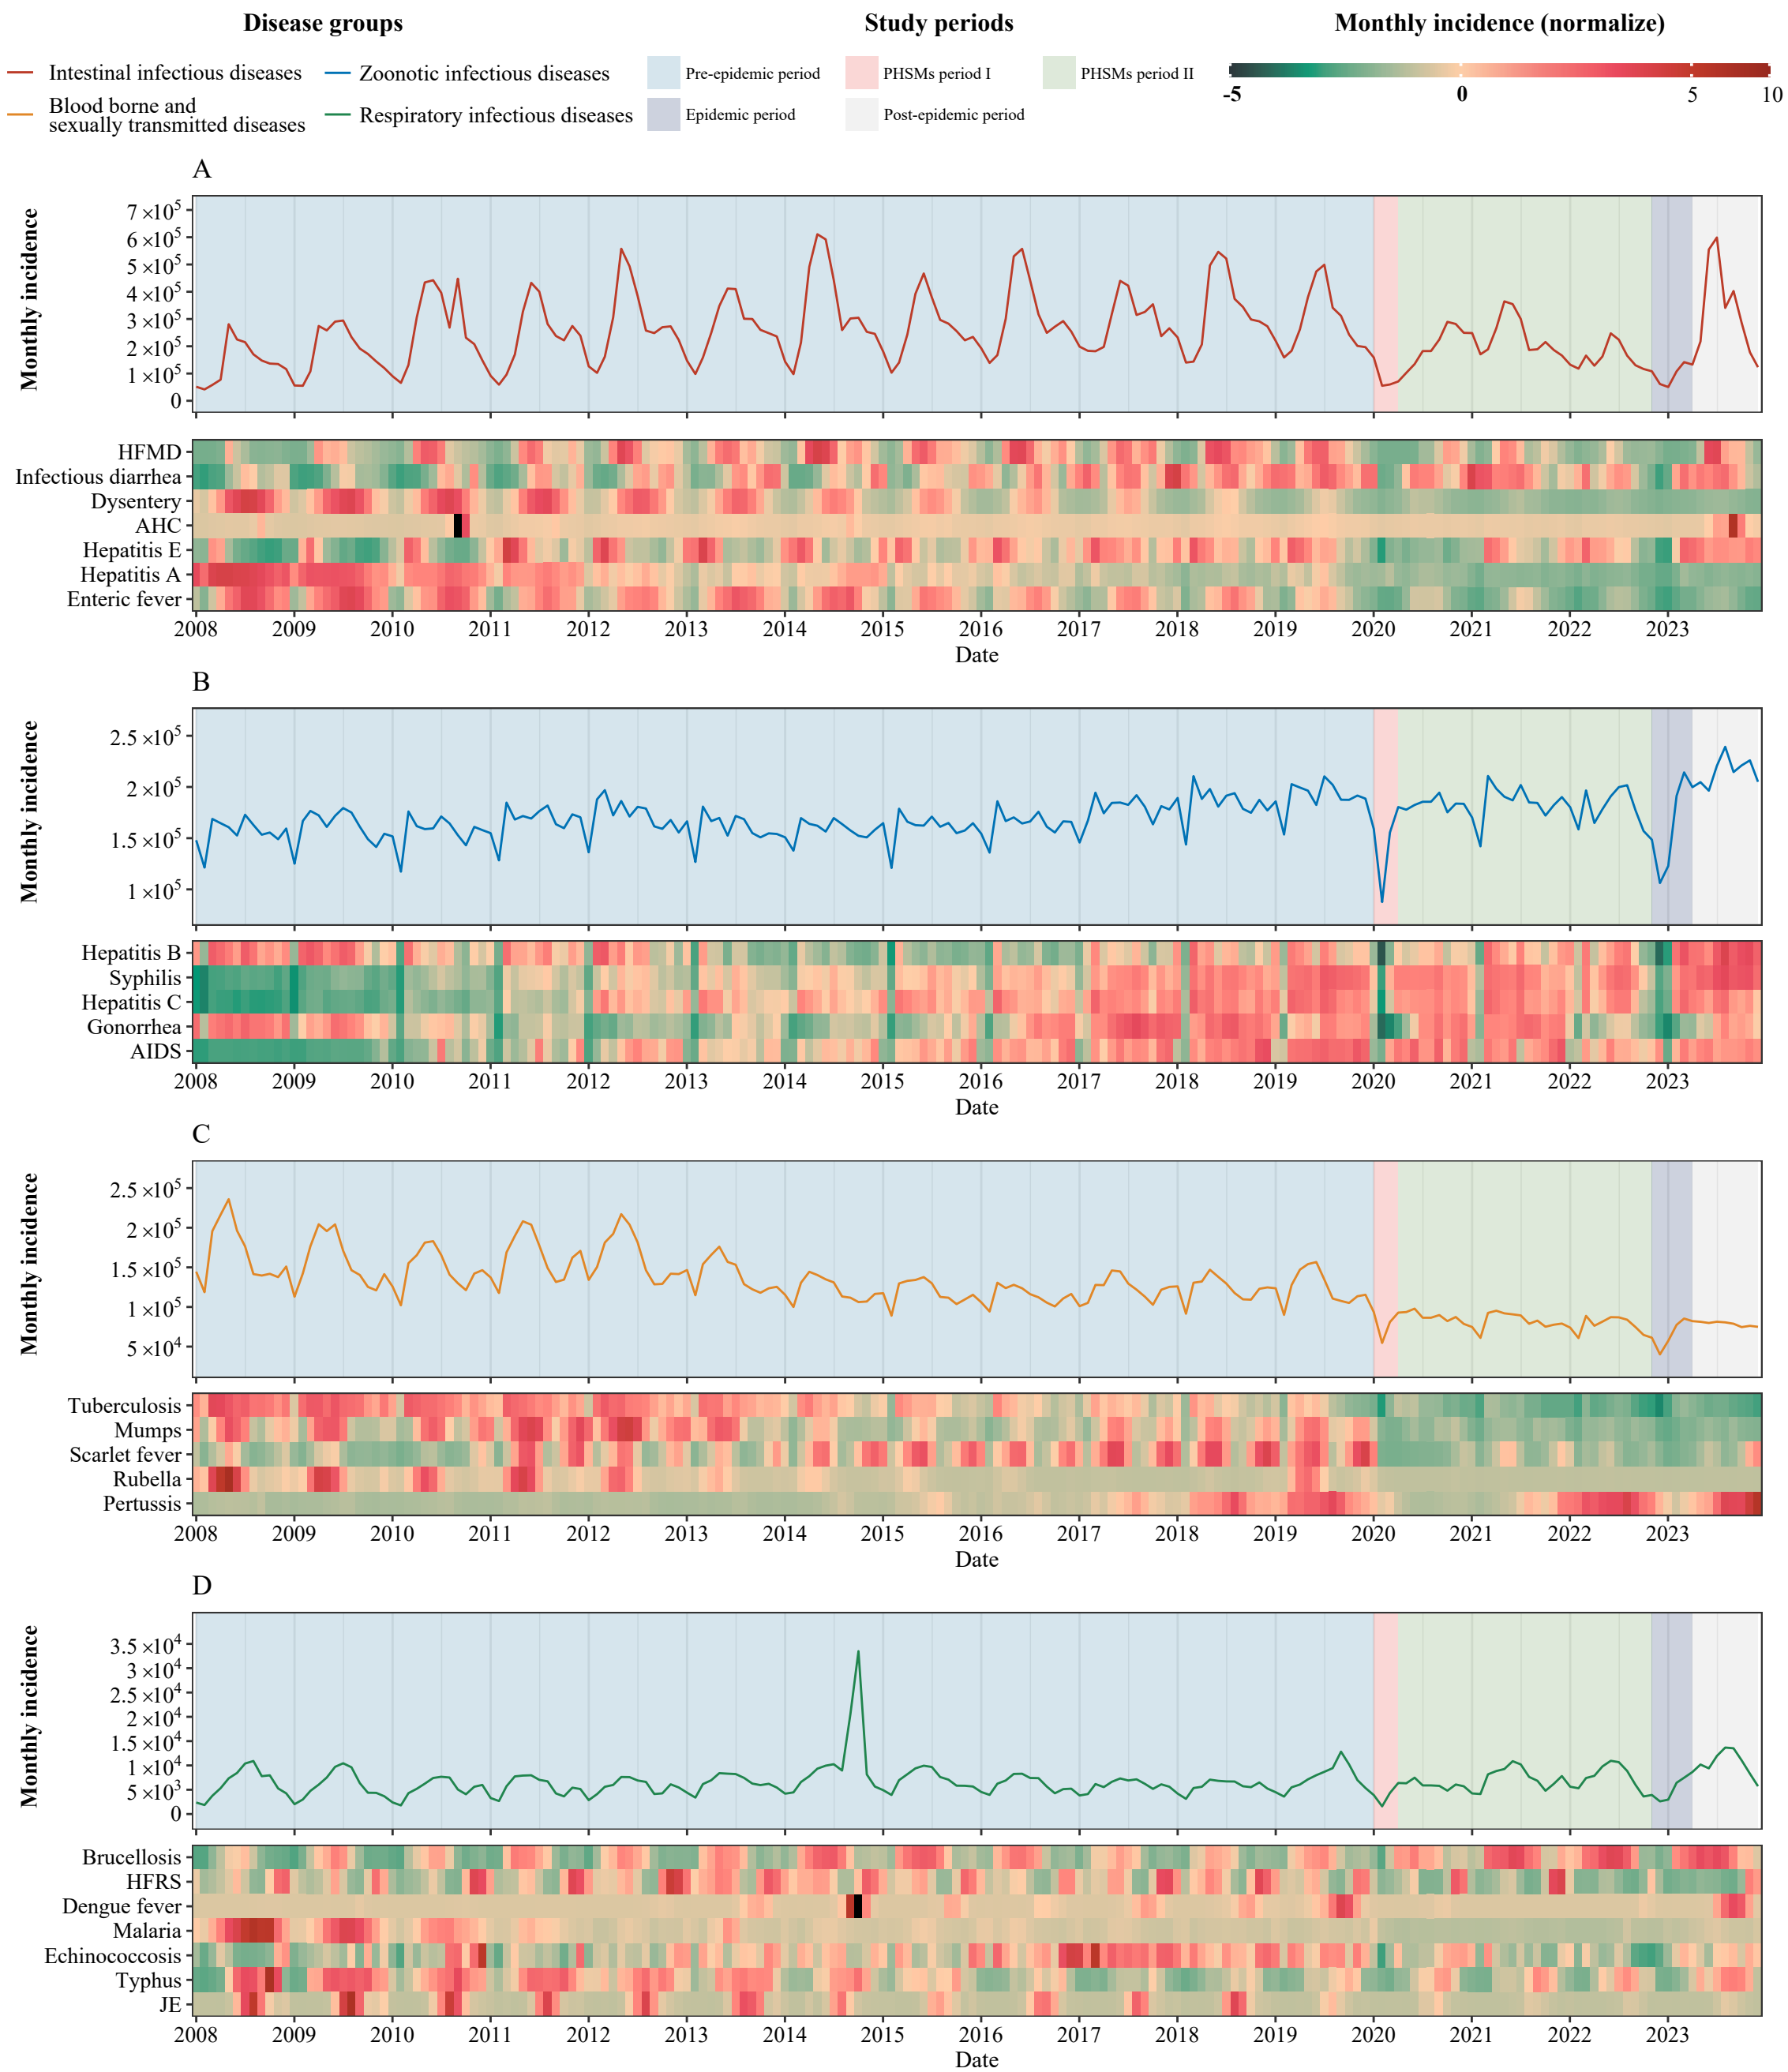 Disease groups
Study periods
Monthly incidence (normalize)
Intestinal infectious diseases
Zoonotic infectious diseases
Blood borne and
sexually transmitted diseases
Respiratory infectious diseases
Pre-epidemic period
PHSMs period I
PHSMs period II
Epidemic period
Post-epidemic period
-5 0 5 10
A
Monthly incidence
7 ×10⁵
6 ×10⁵
5 ×10⁵
4 ×10⁵
3 ×10⁵
2 ×10⁵
1 ×10⁵
0
HFMD
Infectious diarrhea
Dysentery
AHC
Hepatitis E
Hepatitis A
Enteric fever
2008 2009 2010 2011 2012 2013 2014 2015 2016 2017 2018 2019 2020 2021 2022 2023
Date
B
Monthly incidence
2.5 ×10⁵
2 ×10⁵
1.5 ×10⁵
1 ×10⁵
Hepatitis B
Syphilis
Hepatitis C
Gonorrhea
AIDS
2008 2009 2010 2011 2012 2013 2014 2015 2016 2017 2018 2019 2020 2021 2022 2023
Date
C
Monthly incidence
2.5 ×10⁵
2 ×10⁵
1.5 ×10⁵
1 ×10⁵
5 ×10⁴
Tuberculosis
Mumps
Scarlet fever
Rubella
Pertussis
2008 2009 2010 2011 2012 2013 2014 2015 2016 2017 2018 2019 2020 2021 2022 2023
Date
D
Monthly incidence
3.5 ×10⁴
3 ×10⁴
2.5 ×10⁴
2 ×10⁴
1.5 ×10⁴
1 ×10⁴
5 ×10³
0
Brucellosis
HFRS
Dengue fever
Malaria
Echinococcosis
Typhus
JE
2008 2009 2010 2011 2012 2013 2014 2015 2016 2017 2018 2019 2020 2021 2022 2023
Date